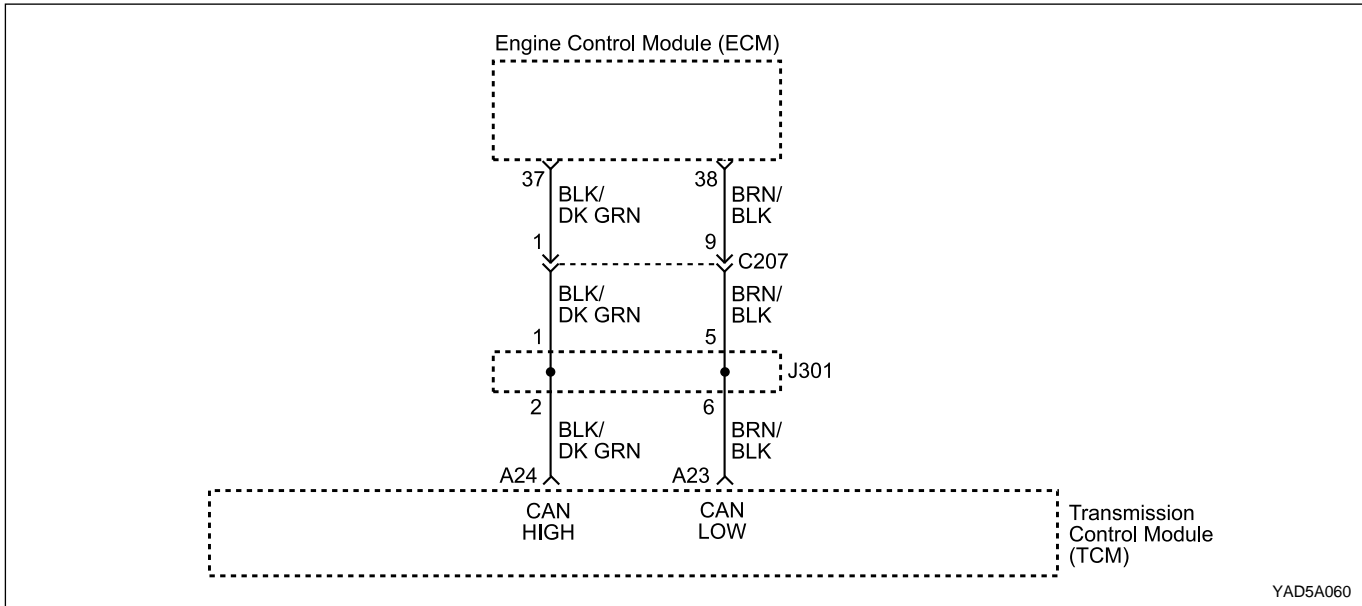 Engine Control Module (ECM)
37
38
BLK/
DK GRN
BRN/
BLK
1
9
C207
BLK/
DK GRN
BRN/
BLK
1
5
J301
2
6
BLK/
DK GRN
BRN/
BLK
A24
A23
CAN
HIGH
CAN
LOW
Transmission
Control Module
(TCM)
YAD5A060